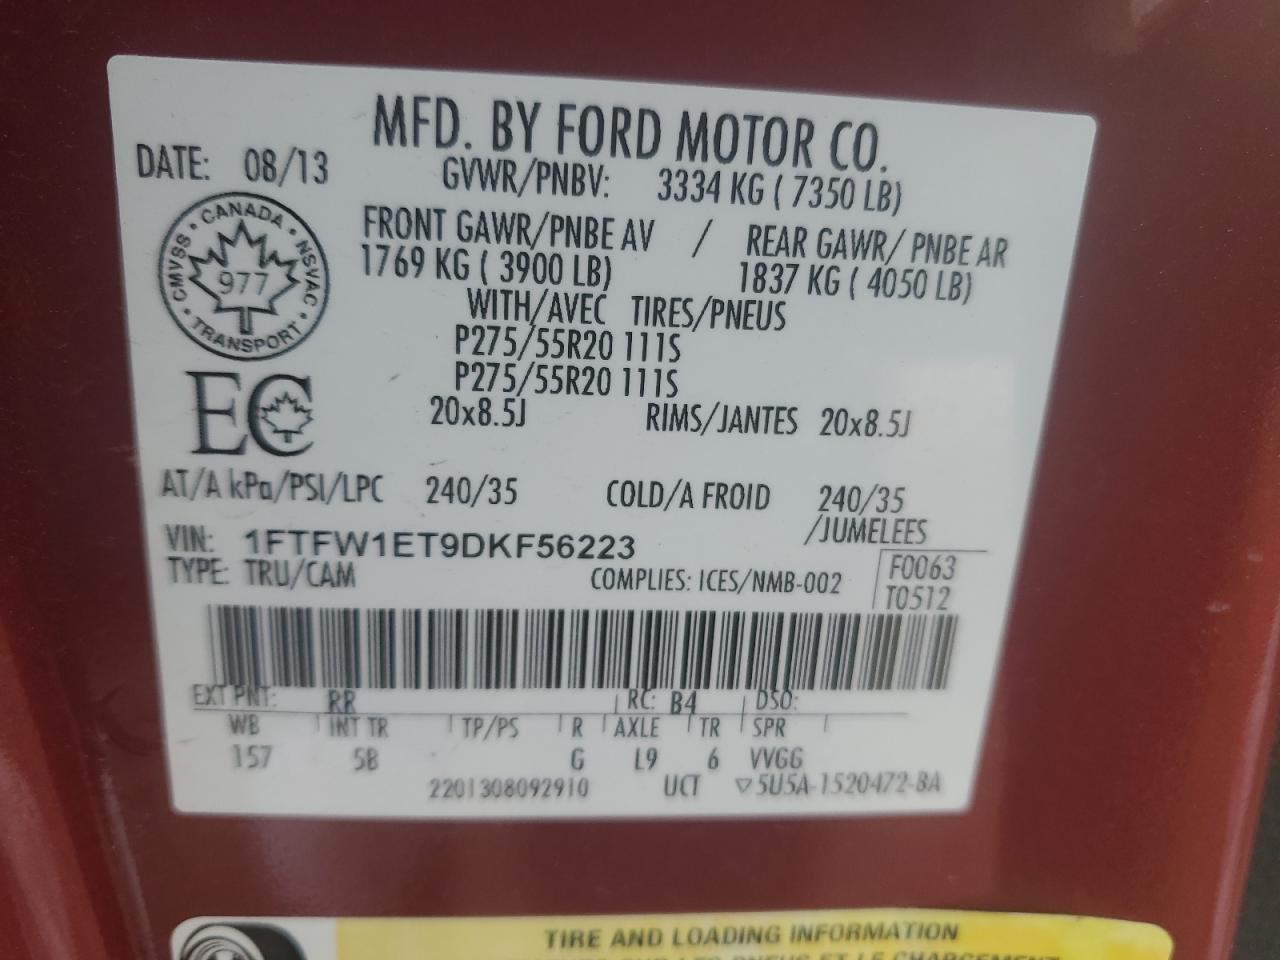 MFD. BY FORD MOTOR CO.
DATE: 08/13
GVWR/PNBV: 3334 KG ( 7350 LB)
FRONT GAWR/PNBE AV / REAR GAWR/ PNBE AR
1769 KG ( 3900 LB) 1837 KG ( 4050 LB)
WITH/AVEC TIRES/PNEUS
P275/55R20 111S
P275/55R20 111S
20x8.5J RIMS/JANTES 20x8.5J
CANADA
CMVSS NSVAC
977
TRANSPORT
EC
AT/A kPa/PSI/LPC 240/35 COLD/A FROID 240/35
/JUMELEES
VIN: 1FTFW1ET9DKF56223
TYPE: TRU/CAM COMPLIES: ICES/NMB-002
F0063
T0512
EXT PNT: RR RC: B4 DSO:
WB INT TR TP/PS R AXLE TR SPR
157 5B G L9 6 VVGG
2201308092910 UCT ▽5U5A-1520472-BA
TIRE AND LOADING INFORMATION